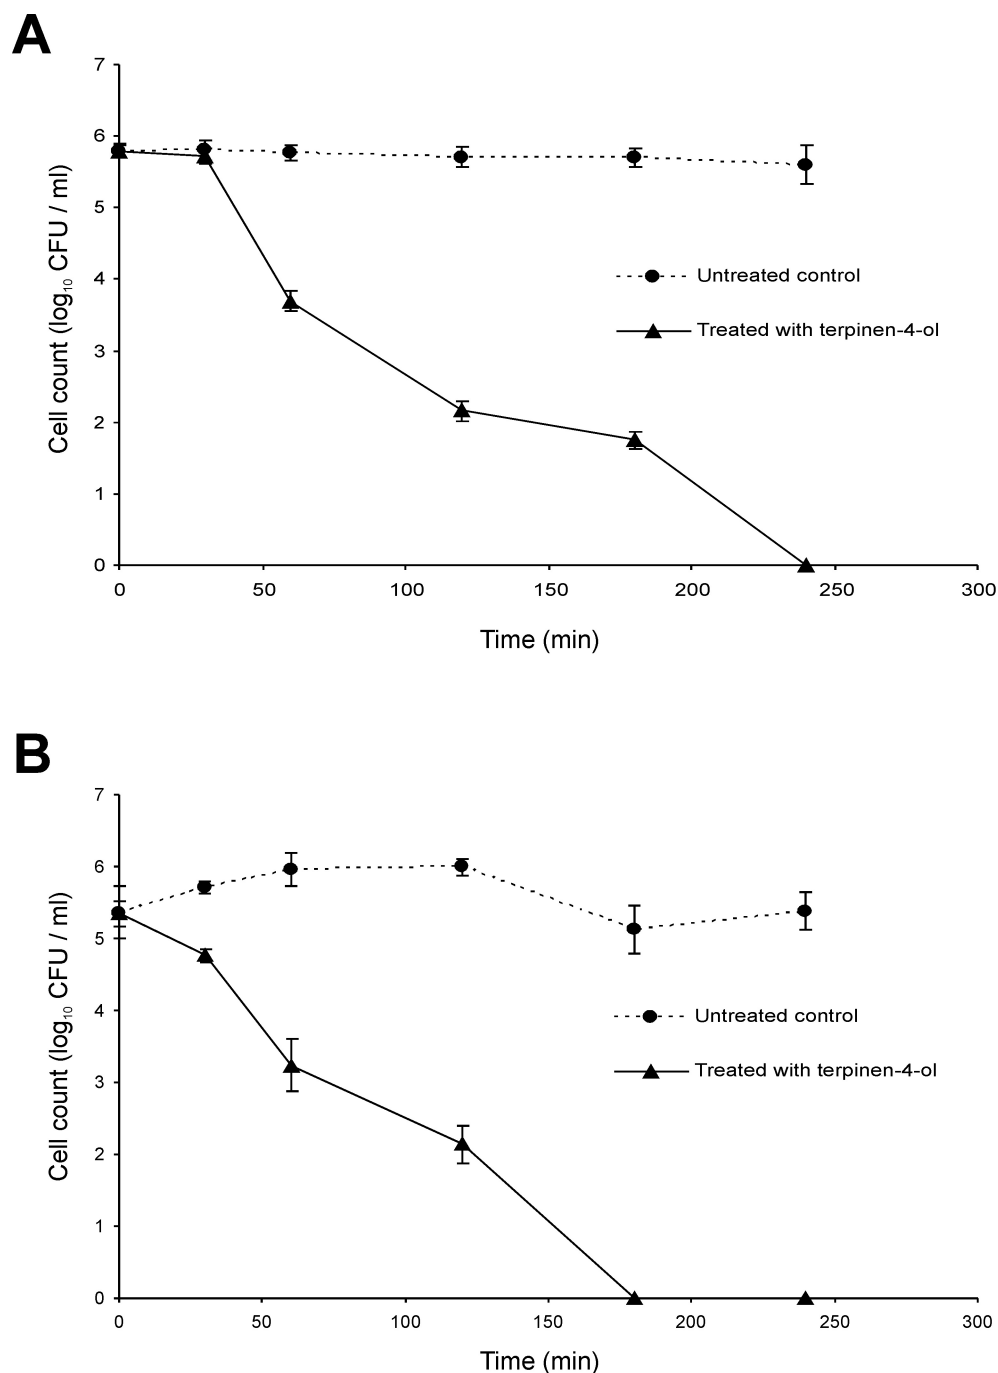 A
7
6
5
4
3
2
1
0
Cell count (log₁₀ CFU / ml)
Untreated control
Treated with terpinen-4-ol
0 50 100 150 200 250 300
Time (min)
B
7
6
5
4
3
2
1
0
Cell count (log₁₀ CFU / ml)
Untreated control
Treated with terpinen-4-ol
0 50 100 150 200 250 300
Time (min)